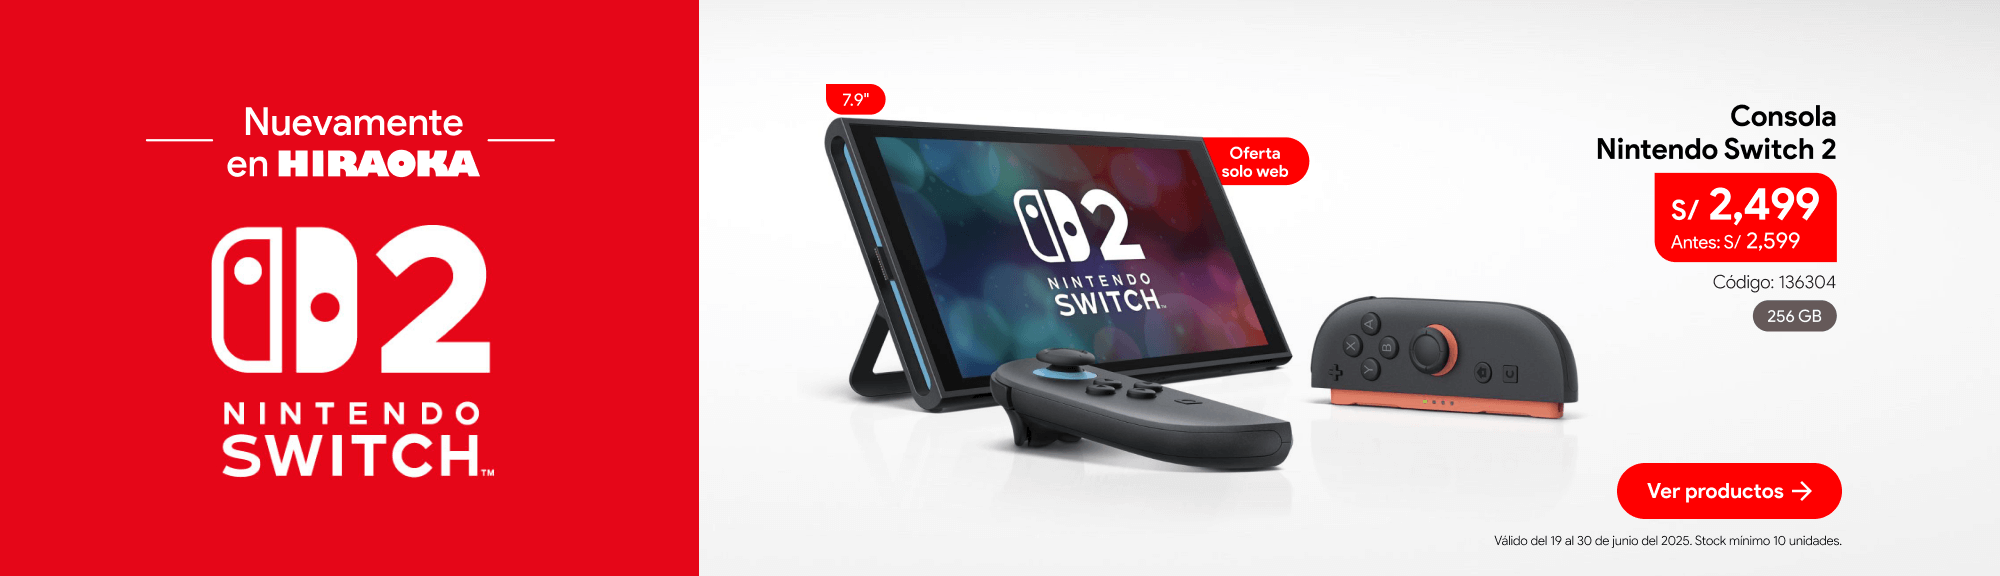 Nuevamente
en HIRAOKA
2
NINTENDO
SWITCH™
7.9"
Oferta
solo web
2
NINTENDO
SWITCH™
A
X
B
Y
C
Consola
Nintendo Switch 2
S/ 2,499
Antes: S/ 2,599
Código: 136304
256 GB
Ver productos →
Válido del 19 al 30 de junio del 2025. Stock mínimo 10 unidades.